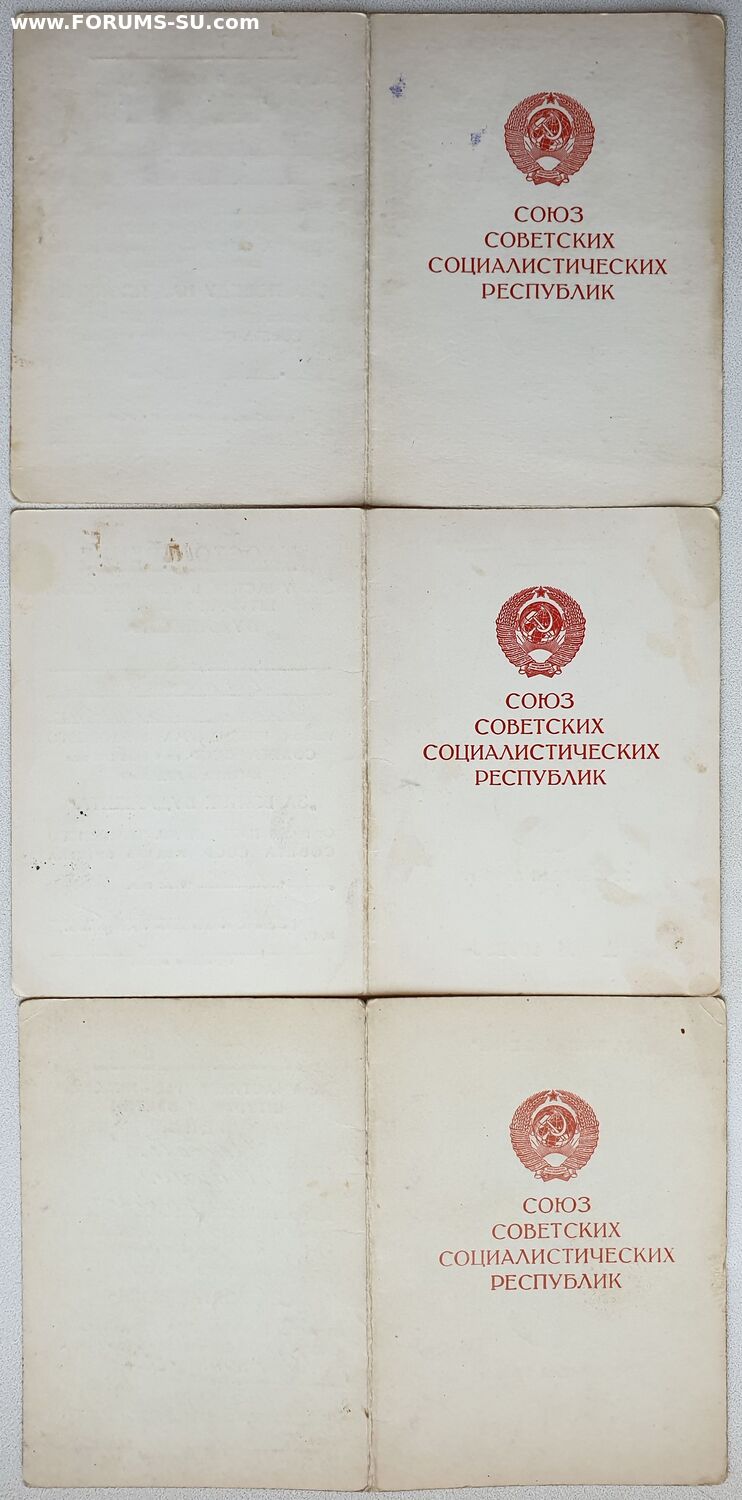 www.FORUMS-SU.com
СОЮЗ
СОВЕТСКИХ
СОЦИАЛИСТИЧЕСКИХ
РЕСПУБЛИК
СОЮЗ
СОВЕТСКИХ
СОЦИАЛИСТИЧЕСКИХ
РЕСПУБЛИК
СОЮЗ
СОВЕТСКИХ
СОЦИАЛИСТИЧЕСКИХ
РЕСПУБЛИК